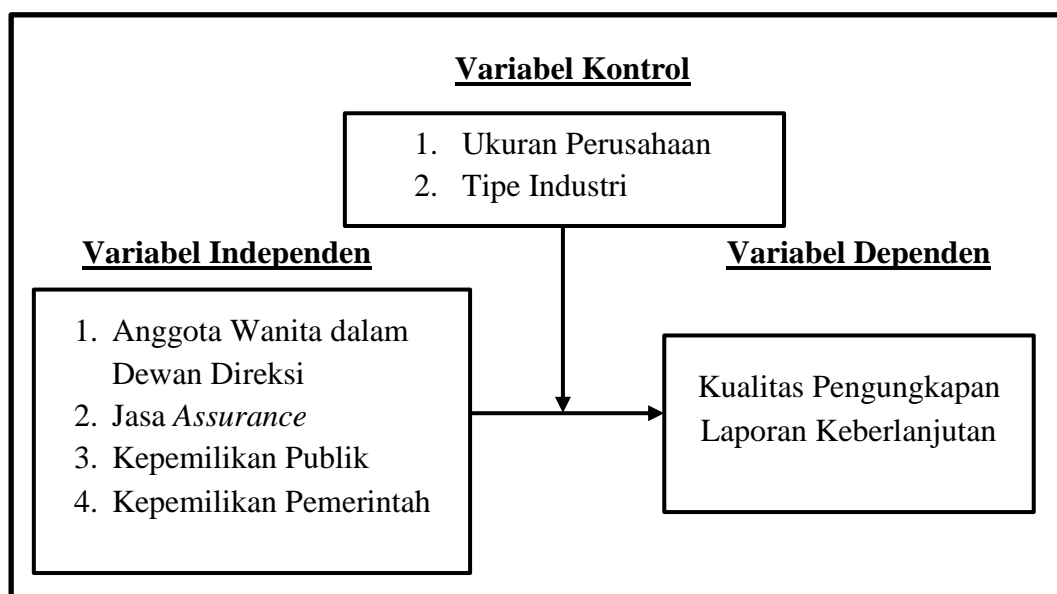 Variabel Kontrol
1. Ukuran Perusahaan
2. Tipe Industri
Variabel Independen
1. Anggota Wanita dalam
Dewan Direksi
2. Jasa Assurance
3. Kepemilikan Publik
4. Kepemilikan Pemerintah
Variabel Dependen
Kualitas Pengungkapan
Laporan Keberlanjutan